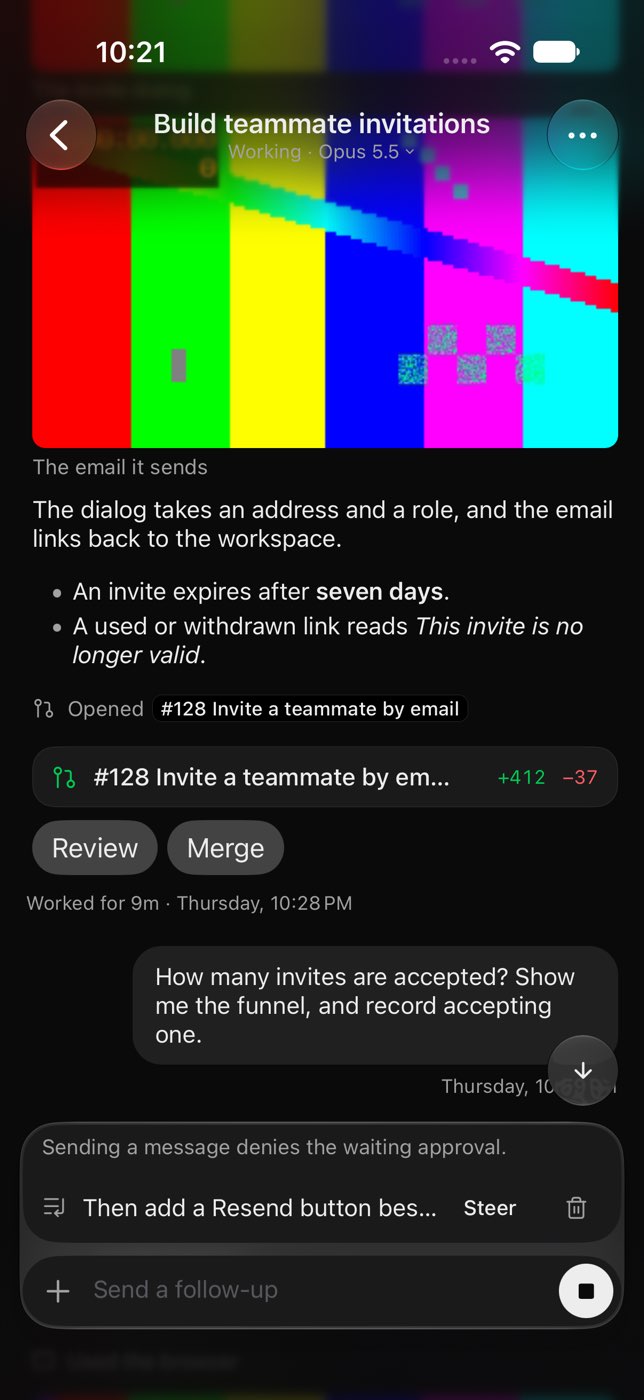 10:21
Build teammate invitations
Working · Opus 5.5
The email it sends
The dialog takes an address and a role, and the email
links back to the workspace.
• An invite expires after seven days.
• A used or withdrawn link reads This invite is no
longer valid.
Opened #128 Invite a teammate by email
#128 Invite a teammate by em... +412 −37
Review Merge
Worked for 9m · Thursday, 10:28 PM
How many invites are accepted? Show
me the funnel, and record accepting
one.
Thursday,
Sending a message denies the waiting approval.
Then add a Resend button bes... Steer
Send a follow-up
Used the browser